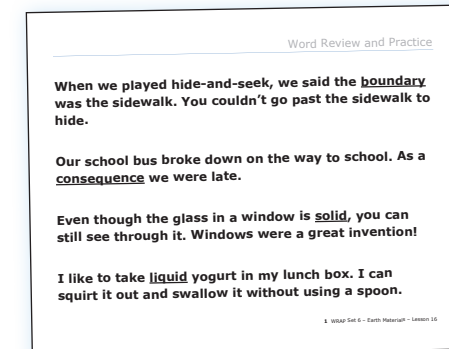 Word Review and Practice
When we played hide-and-seek, we said the boundary
was the sidewalk. You couldn't go past the sidewalk to
hide.
Our school bus broke down on the way to school. As a
consequence we were late.
Even though the glass in a window is solid, you can
still see through it. Windows were a great invention!
I like to take liquid yogurt in my lunch box. I can
squirt it out and swallow it without using a spoon.
1 WRAP Set 6 – Earth Materials – Lesson 16